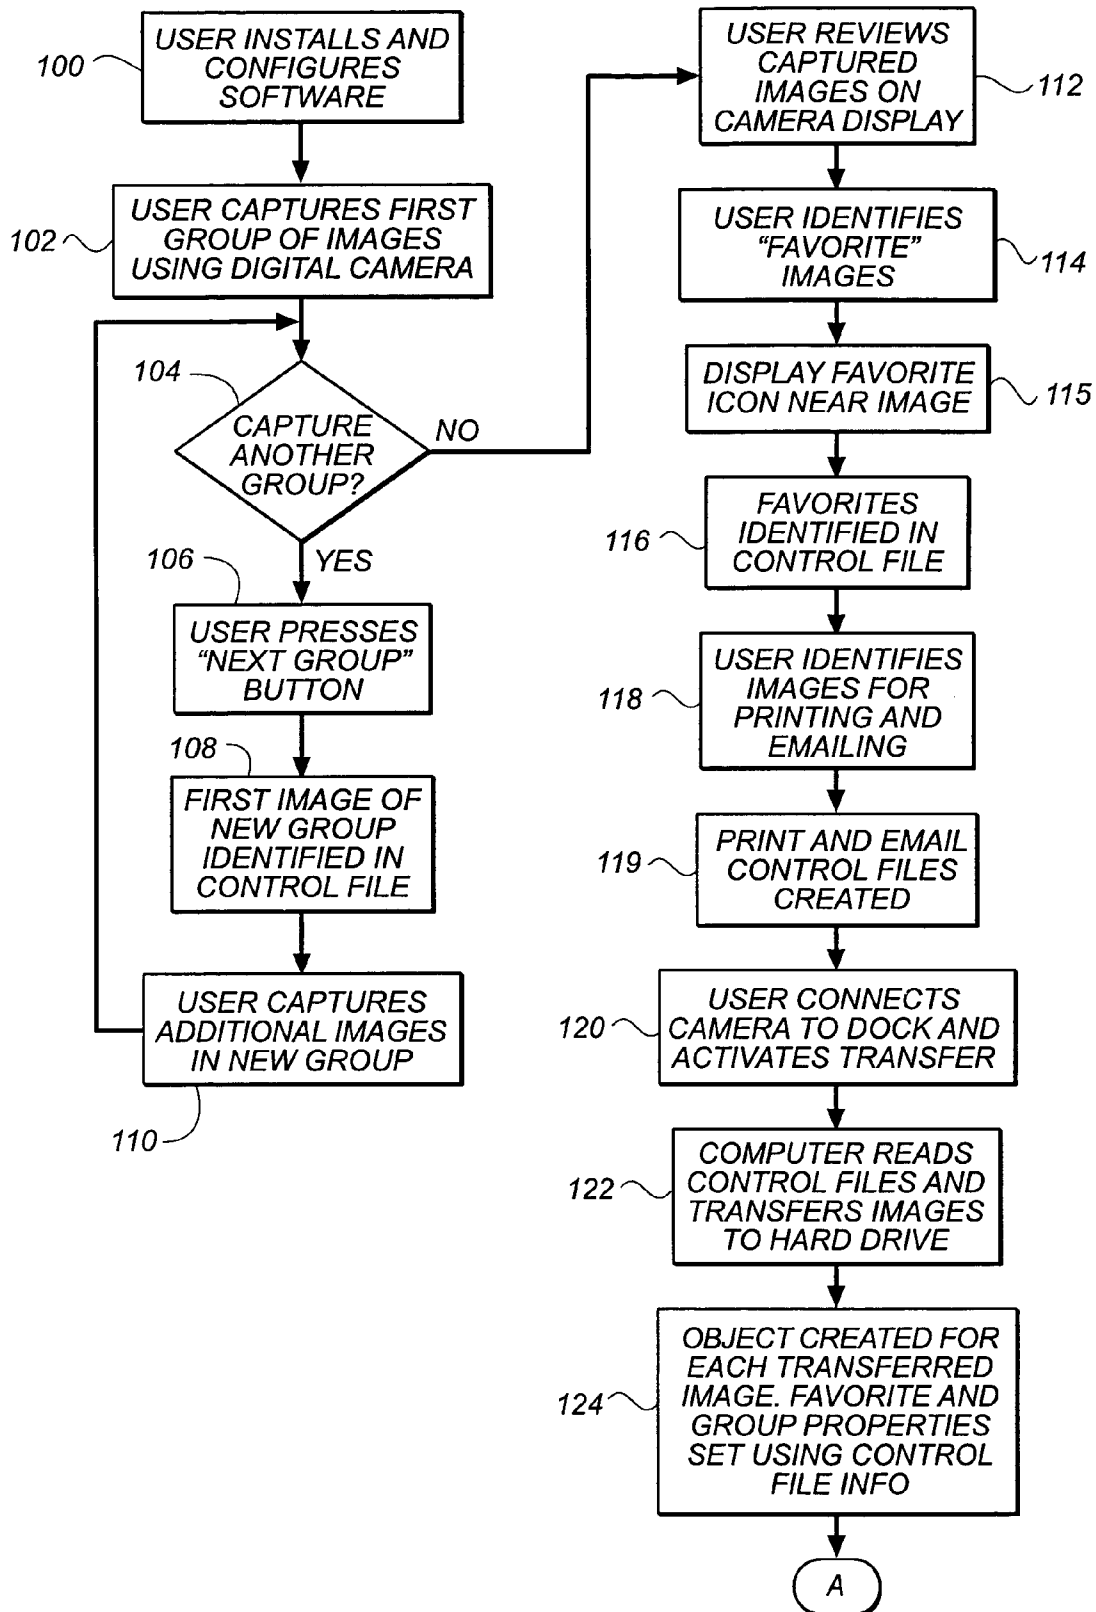 100
USER INSTALLS AND
CONFIGURES
SOFTWARE
102
USER CAPTURES FIRST
GROUP OF IMAGES
USING DIGITAL CAMERA
104
CAPTURE
ANOTHER
GROUP?
NO
YES
106
USER PRESSES
“NEXT GROUP”
BUTTON
108
FIRST IMAGE OF
NEW GROUP
IDENTIFIED IN
CONTROL FILE
USER CAPTURES
ADDITIONAL IMAGES
IN NEW GROUP
110
USER REVIEWS
CAPTURED
IMAGES ON
CAMERA DISPLAY
112
USER IDENTIFIES
“FAVORITE”
IMAGES
114
DISPLAY FAVORITE
ICON NEAR IMAGE
115
FAVORITES
IDENTIFIED IN
CONTROL FILE
116
USER IDENTIFIES
IMAGES FOR
PRINTING AND
EMAILING
118
PRINT AND EMAIL
CONTROL FILES
CREATED
119
USER CONNECTS
CAMERA TO DOCK AND
ACTIVATES TRANSFER
120
COMPUTER READS
CONTROL FILES AND
TRANSFERS IMAGES
TO HARD DRIVE
122
OBJECT CREATED FOR
EACH TRANSFERRED
IMAGE. FAVORITE AND
GROUP PROPERTIES
SET USING CONTROL
FILE INFO
124
A